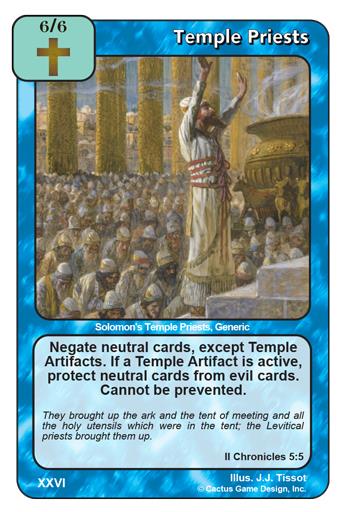 6/6
Temple Priests
Solomon's Temple Priests, Generic
Negate neutral cards, except Temple
Artifacts. If a Temple Artifact is active,
protect neutral cards from evil cards.
Cannot be prevented.
They brought up the ark and the tent of meeting and all
the holy utensils which were in the tent; the Levitical
priests brought them up.
II Chronicles 5:5
XXVI
Illus. J.J. Tissot
© Cactus Game Design, Inc.